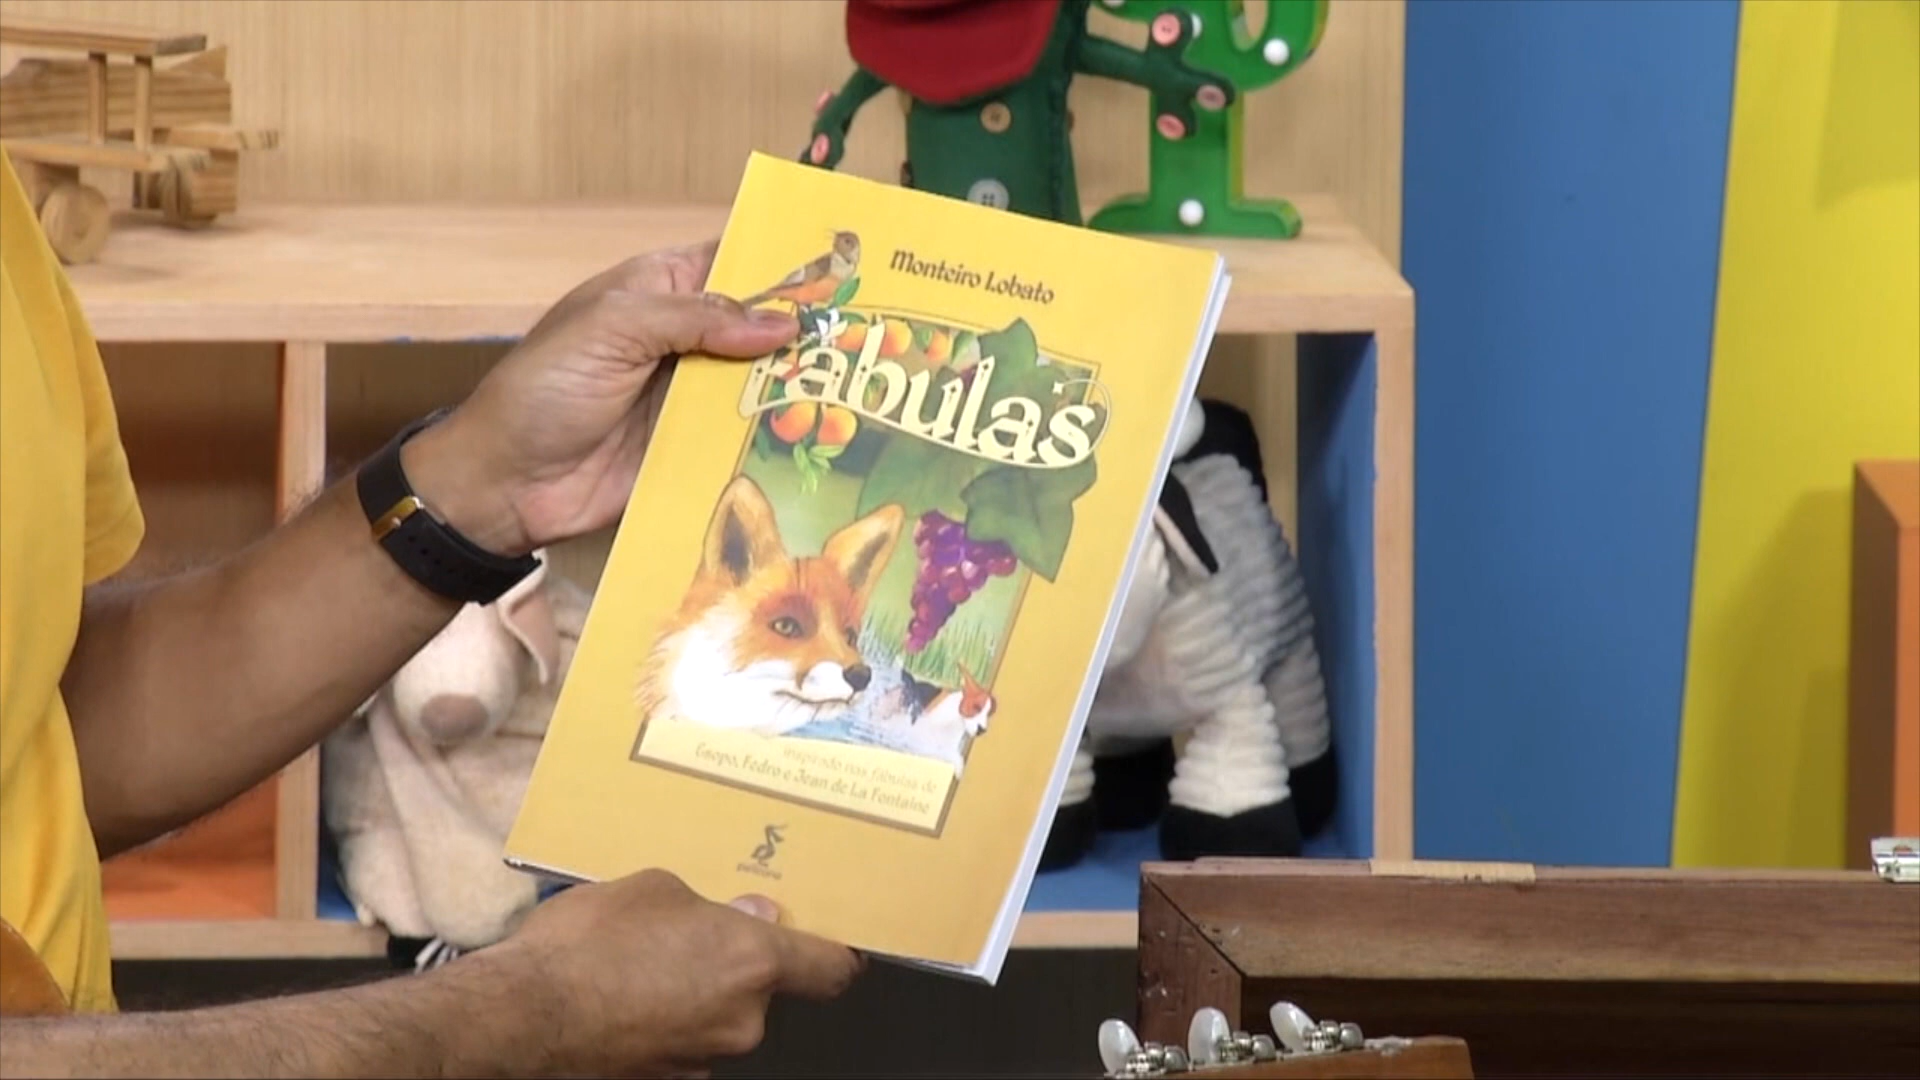 Monteiro Lobato
Fábulas
inspirado nas fábulas de
Esopo, Fedro e Jean de La Fontaine